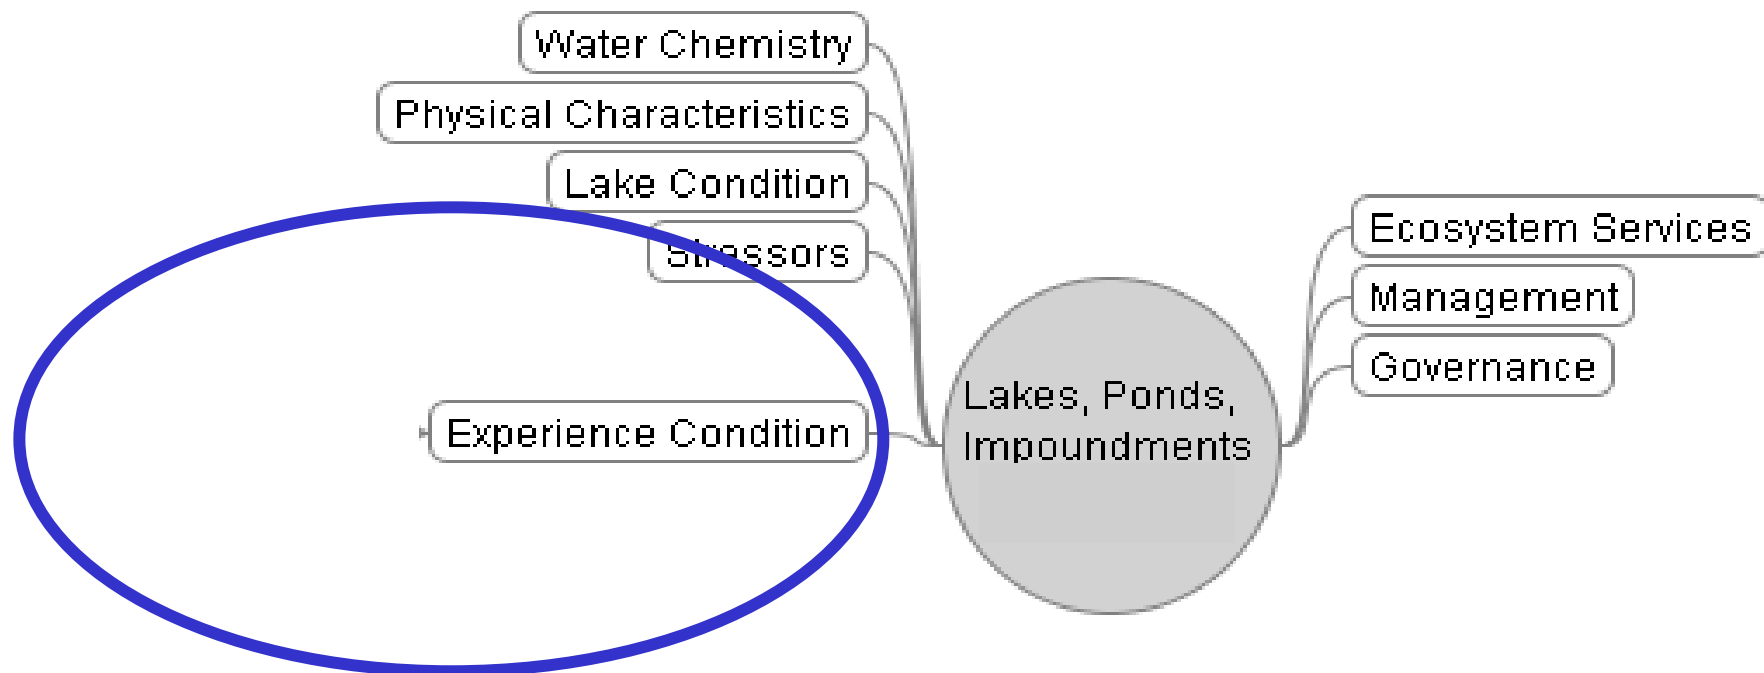 Water Chemistry
Physical Characteristics
Lake Condition
Stressors
Experience Condition
Lakes, Ponds,
Impoundments
Ecosystem Services
Management
Governance